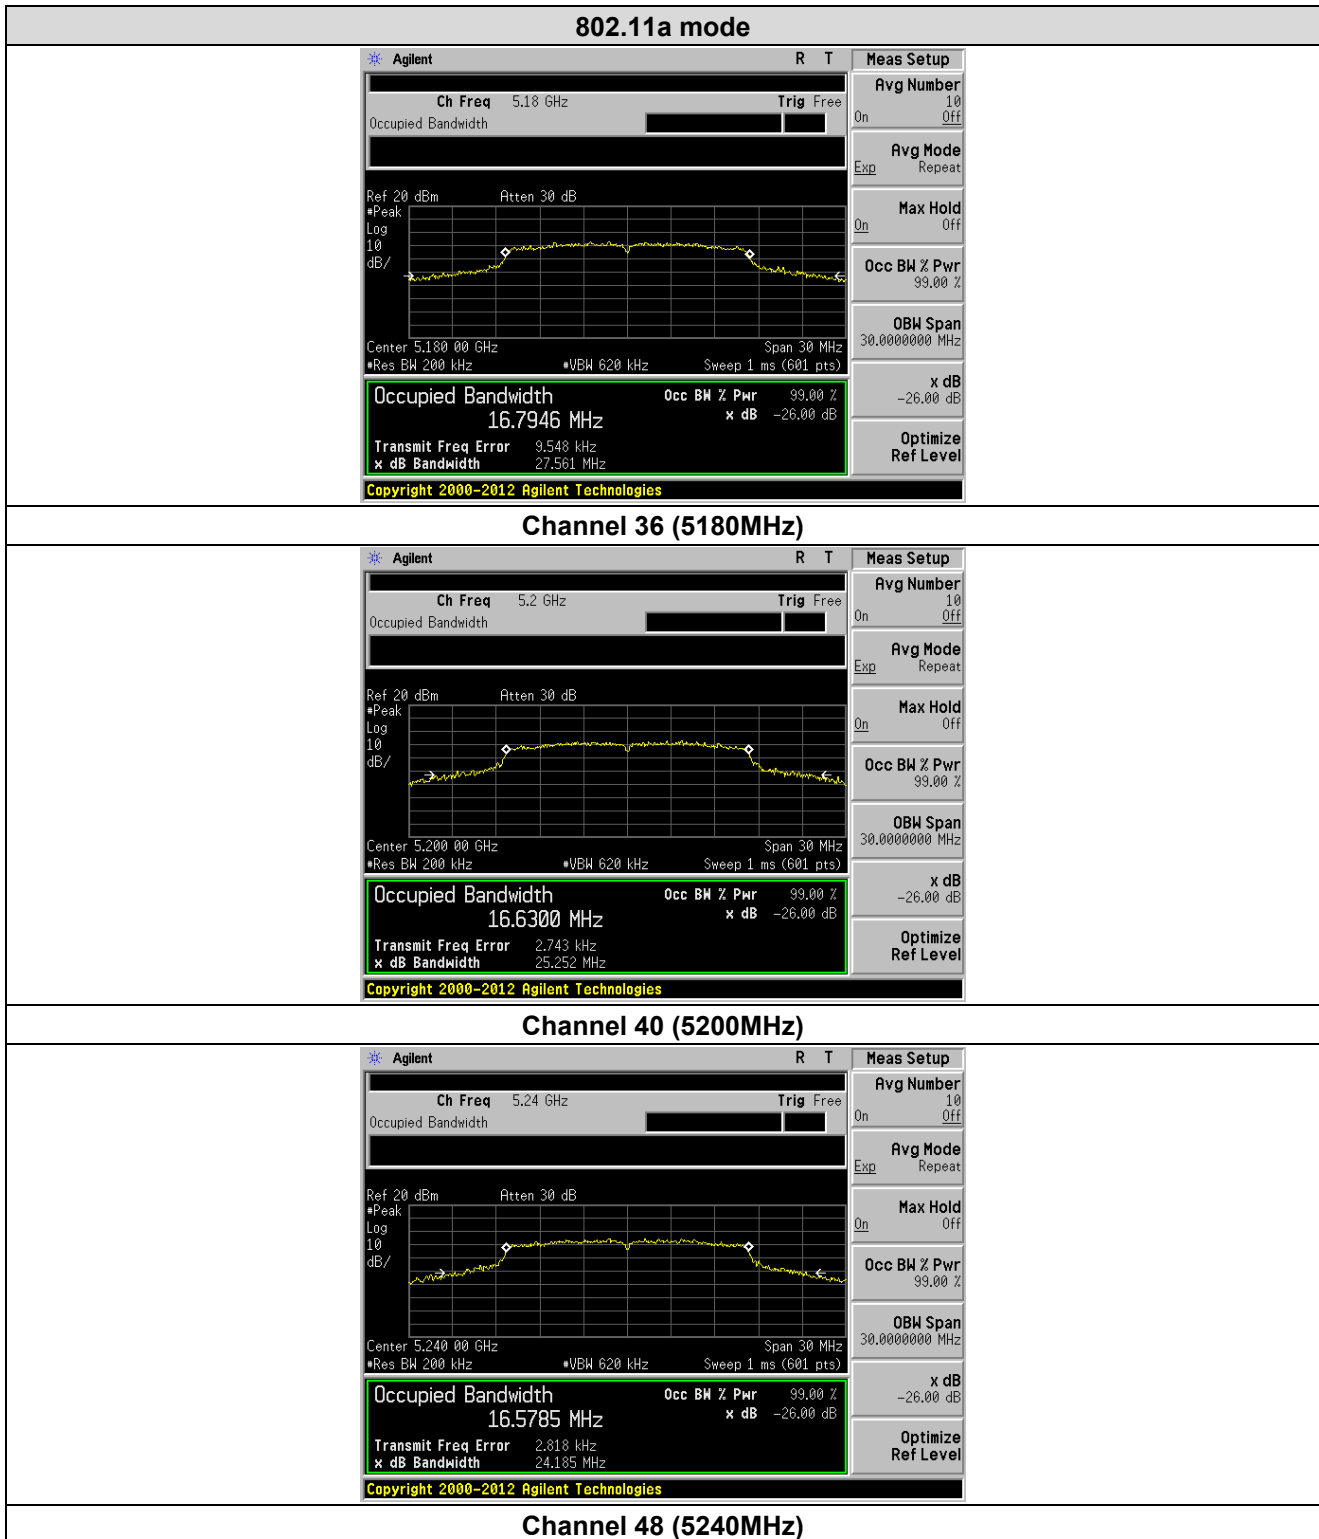 802.11a mode
Agilent R T Meas Setup
Avg Number
10
On Off
Ch Freq 5.18 GHz Trig Free
Occupied Bandwidth
Avg Mode
Exp Repeat
Ref 20 dBm Atten 30 dB
#Peak
Log
10
dB/
Max Hold
On Off
Occ BW % Pwr
99.00 %
OBW Span
30.0000000 MHz
Center 5.180 00 GHz Span 30 MHz
#Res BW 200 kHz #VBW 620 kHz Sweep 1 ms (601 pts)
x dB
-26.00 dB
Occupied Bandwidth Occ BW % Pwr 99.00 %
16.7946 MHz x dB -26.00 dB
Optimize
Ref Level
Transmit Freq Error 9.548 kHz
x dB Bandwidth 27.561 MHz
Copyright 2000-2012 Agilent Technologies
Channel 36 (5180MHz)
Agilent R T Meas Setup
Avg Number
10
On Off
Ch Freq 5.2 GHz Trig Free
Occupied Bandwidth
Avg Mode
Exp Repeat
Ref 20 dBm Atten 30 dB
#Peak
Log
10
dB/
Max Hold
On Off
Occ BW % Pwr
99.00 %
OBW Span
30.0000000 MHz
Center 5.200 00 GHz Span 30 MHz
#Res BW 200 kHz #VBW 620 kHz Sweep 1 ms (601 pts)
x dB
-26.00 dB
Occupied Bandwidth Occ BW % Pwr 99.00 %
16.6300 MHz x dB -26.00 dB
Optimize
Ref Level
Transmit Freq Error 2.743 kHz
x dB Bandwidth 25.252 MHz
Copyright 2000-2012 Agilent Technologies
Channel 40 (5200MHz)
Agilent R T Meas Setup
Avg Number
10
On Off
Ch Freq 5.24 GHz Trig Free
Occupied Bandwidth
Avg Mode
Exp Repeat
Ref 20 dBm Atten 30 dB
#Peak
Log
10
dB/
Max Hold
On Off
Occ BW % Pwr
99.00 %
OBW Span
30.0000000 MHz
Center 5.240 00 GHz Span 30 MHz
#Res BW 200 kHz #VBW 620 kHz Sweep 1 ms (601 pts)
x dB
-26.00 dB
Occupied Bandwidth Occ BW % Pwr 99.00 %
16.5785 MHz x dB -26.00 dB
Optimize
Ref Level
Transmit Freq Error 2.818 kHz
x dB Bandwidth 24.185 MHz
Copyright 2000-2012 Agilent Technologies
Channel 48 (5240MHz)